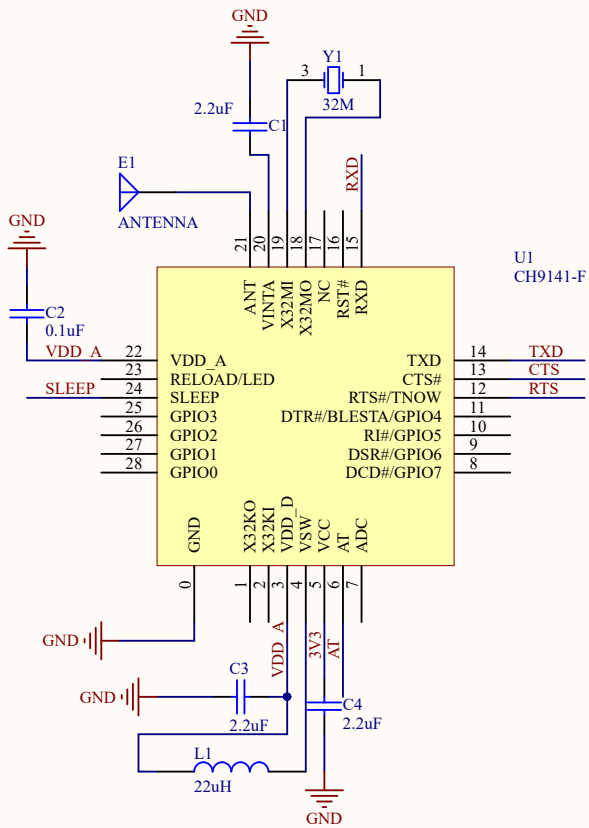 GND
Y1
3
1
32M
2.2uF
C1
RXD
E1
ANTENNA
21
20
19
18
17
16
15
GND
U1
CH9141-F
ANT
VINTA
X32MI
X32MO
NC
RST#
RXD
C2
0.1uF
VDD_A
22
VDD_A
TXD
14
TXD
23
RELOAD/LED
CTS#
13
CTS
SLEEP
24
SLEEP
RTS#/TNOW
12
RTS
25
GPIO3
DTR#/BLESTA/GPIO4
11
26
GPIO2
RI#/GPIO5
10
27
GPIO1
DSR#/GPIO6
9
28
GPIO0
DCD#/GPIO7
8
GND
X32KO
X32KI
VDD_D
VSW
VCC
AT
ADC
0
1
2
3
4
5
6
7
GND
VDD_A
3V3
AT
C3
GND
2.2uF
C4
2.2uF
L1
22uH
GND